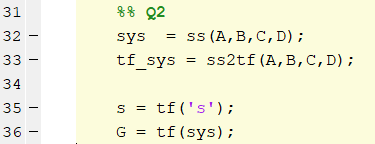 31 %% Q2
32 – sys = ss(A,B,C,D);
33 – tf_sys = ss2tf(A,B,C,D);
34
35 – s = tf('s');
36 – G = tf(sys);